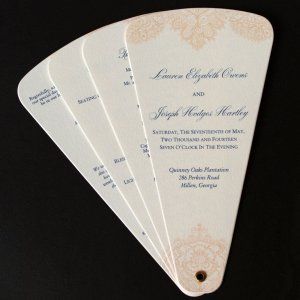 Lauren Elizabeth Owens
AND
Joseph Hodges Hartley
SATURDAY, THE SEVENTEENTH OF MAY,
TWO THOUSAND AND FOURTEEN
SEVEN O'CLOCK IN THE EVENING
Quinney Oaks Plantation
286 Perkins Road
Millen, Georgia